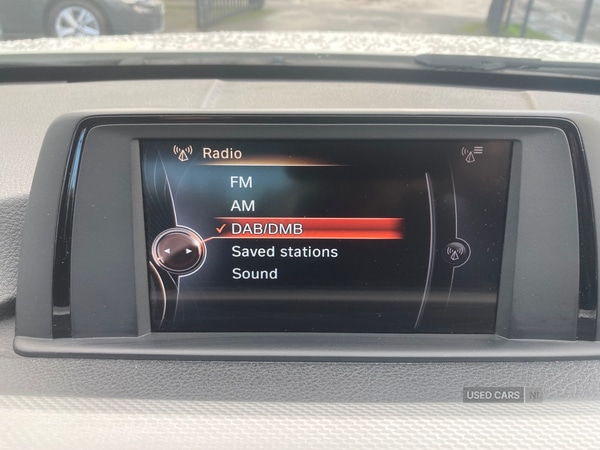 Radio
FM
AM
DAB/DMB
Saved stations
Sound
USED CARS NI